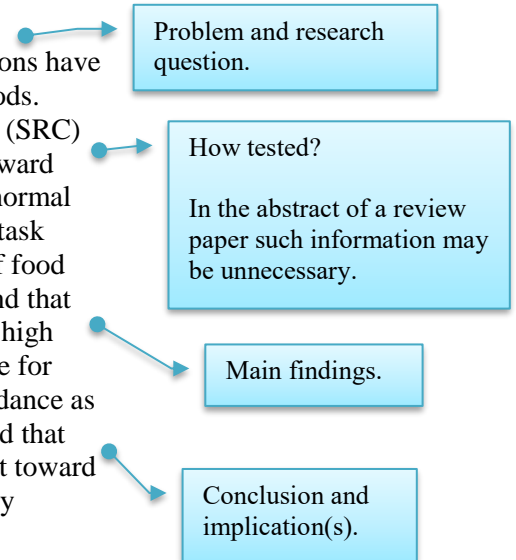 ons have
ods.
(SRC)
ward
normal
task
f food
nd that
high
e for
dance as
d that
t toward
y
Problem and research
question.
How tested?
In the abstract of a review
paper such information may
be unnecessary.
Main findings.
Conclusion and
implication(s).